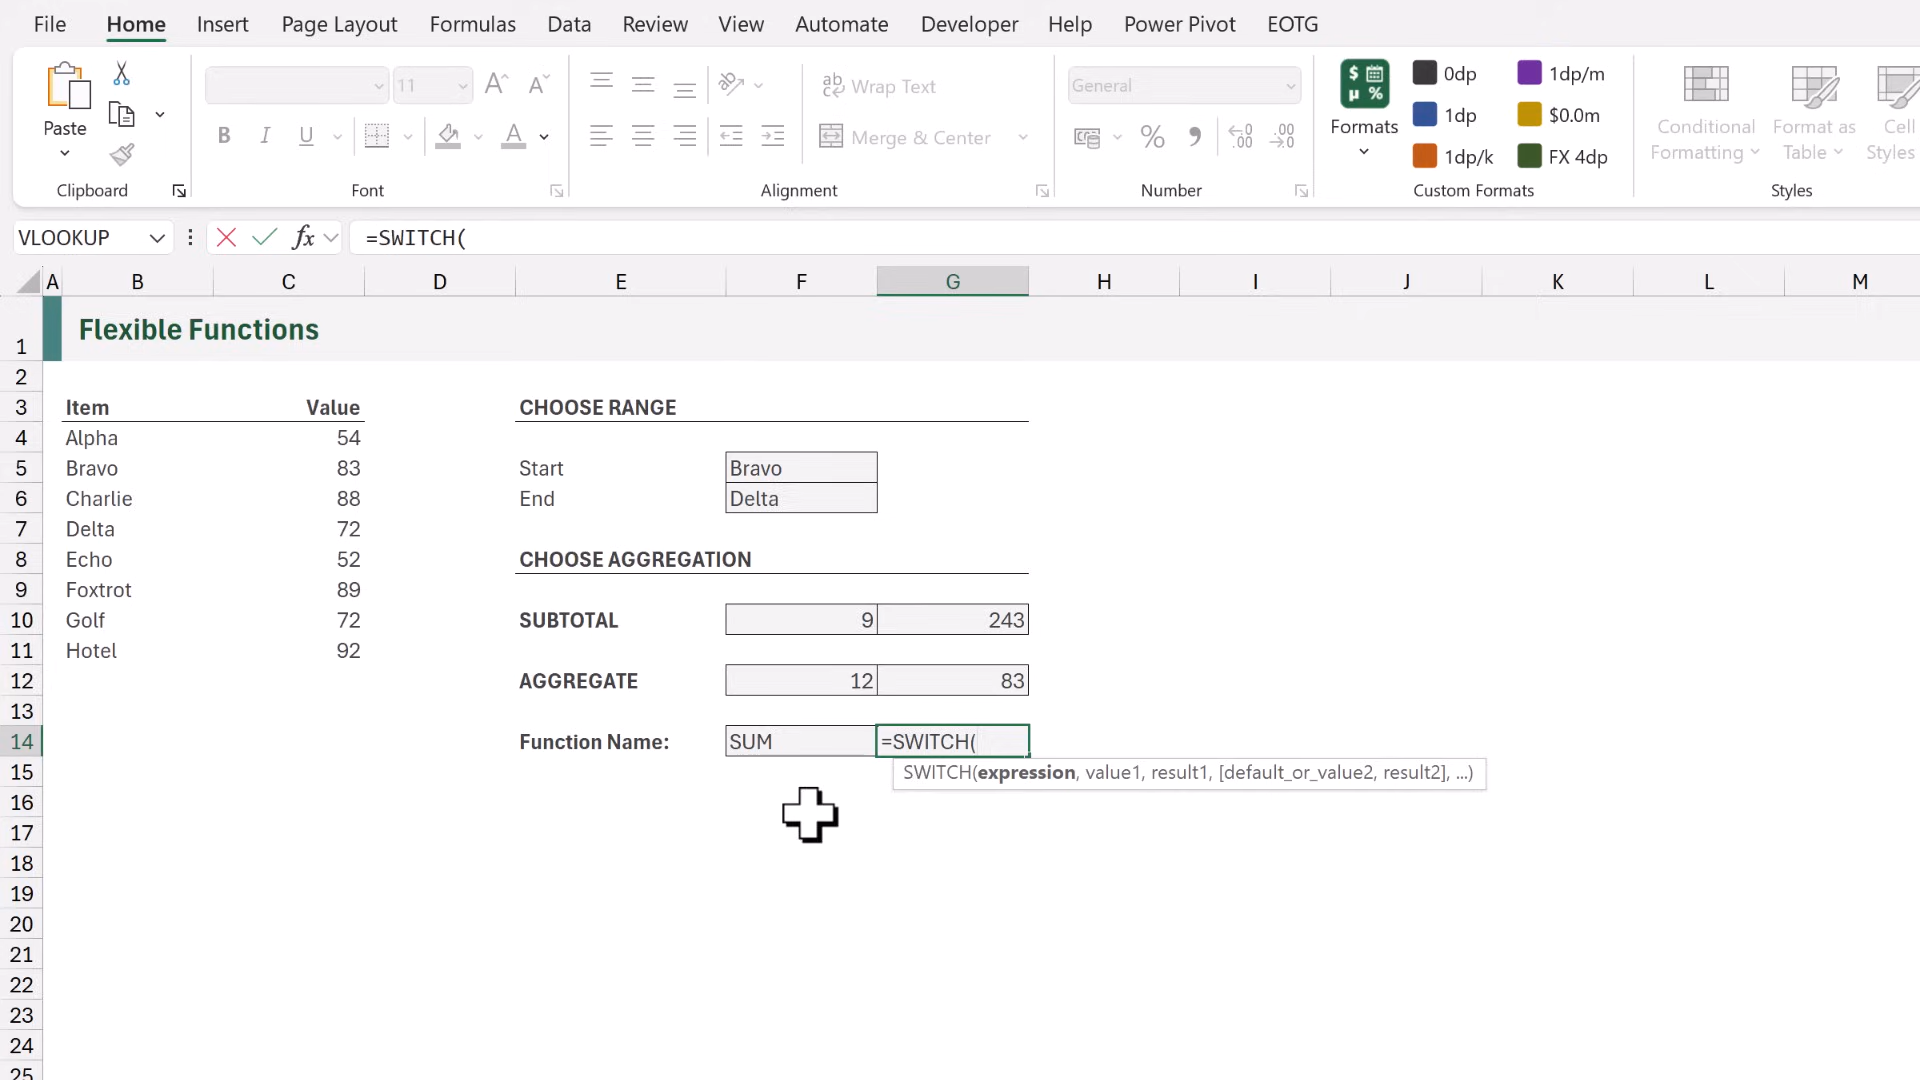 File Home Insert Page Layout Formulas Data Review View Automate Developer Help Power Pivot EOTG
Paste
11
Wrap Text
Merge & Center
General
Formats
0dp
1dp/m
1dp
$0.0m
1dp/k
FX 4dp
Conditional Formatting
Format as Table
Cell Styles
Clipboard Font Alignment Number Custom Formats Styles
VLOOKUP fx =SWITCH(
A B C D E F G H I J K L M
1 Flexible Functions
2
3 Item Value CHOOSE RANGE
4 Alpha 54
5 Bravo 83 Start Bravo
6 Charlie 88 End Delta
7 Delta 72
8 Echo 52 CHOOSE AGGREGATION
9 Foxtrot 89
10 Golf 72 SUBTOTAL 9 243
11 Hotel 92
12 AGGREGATE 12 83
13
14 Function Name: SUM =SWITCH(
15 SWITCH(expression, value1, result1, [default_or_value2, result2], ...)
16
17
18
19
20
21
22
23
24
25